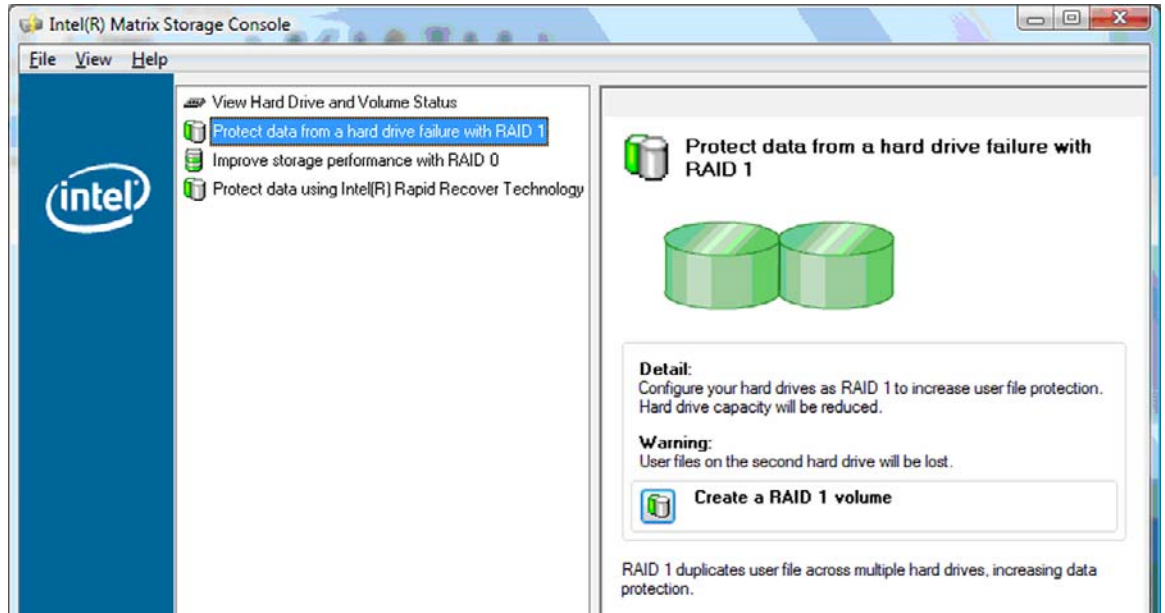 Intel(R) Matrix Storage Console
File View Help
intel
View Hard Drive and Volume Status
Protect data from a hard drive failure with RAID 1
Improve storage performance with RAID 0
Protect data using Intel(R) Rapid Recover Technology
Protect data from a hard drive failure with
RAID 1
Detail:
Configure your hard drives as RAID 1 to increase user file protection.
Hard drive capacity will be reduced.
Warning:
User files on the second hard drive will be lost.
Create a RAID 1 volume
RAID 1 duplicates user file across multiple hard drives, increasing data
protection.